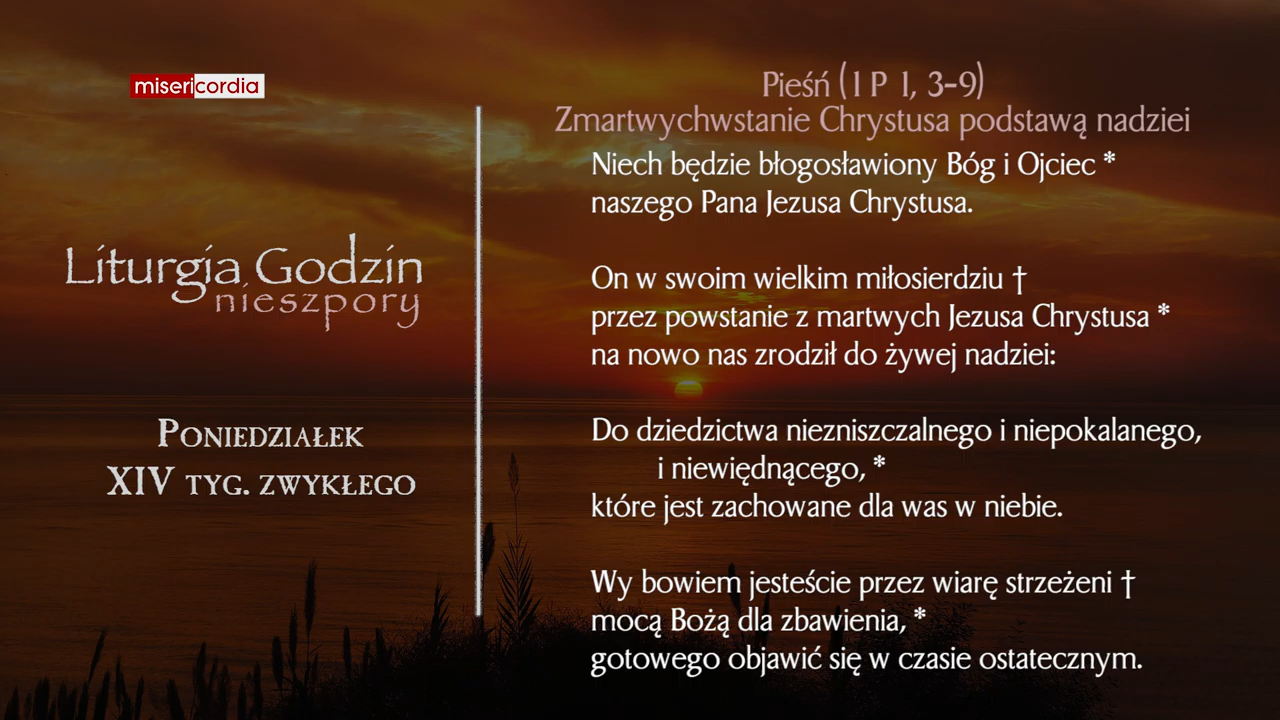 misericordia
Liturgia Godzin
nieszpory
Poniedziałek
XIV tyg. zwykłego
Pieśń (1 P 1, 3-9)
Zmartwychwstanie Chrystusa podstawą nadziei
Niech będzie błogosławiony Bóg i Ojciec *
naszego Pana Jezusa Chrystusa.
On w swoim wielkim miłosierdziu †
przez powstanie z martwych Jezusa Chrystusa *
na nowo nas zrodził do żywej nadziei:
Do dziedzictwa niezniszczalnego i niepokalanego,
i niewiędnącego, *
które jest zachowane dla was w niebie.
Wy bowiem jesteście przez wiarę strzeżeni †
mocą Bożą dla zbawienia, *
gotowego objawić się w czasie ostatecznym.